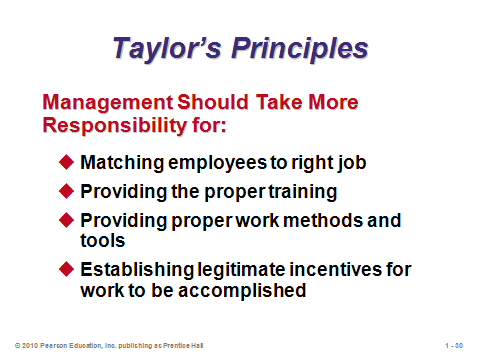 Taylor's Principles
Management Should Take More
Responsibility for:
Matching employees to right job
Providing the proper training
Providing proper work methods and
tools
Establishing legitimate incentives for
work to be accomplished
© 2010 Pearson Education, Inc. publishing as Prentice Hall
1 - 30